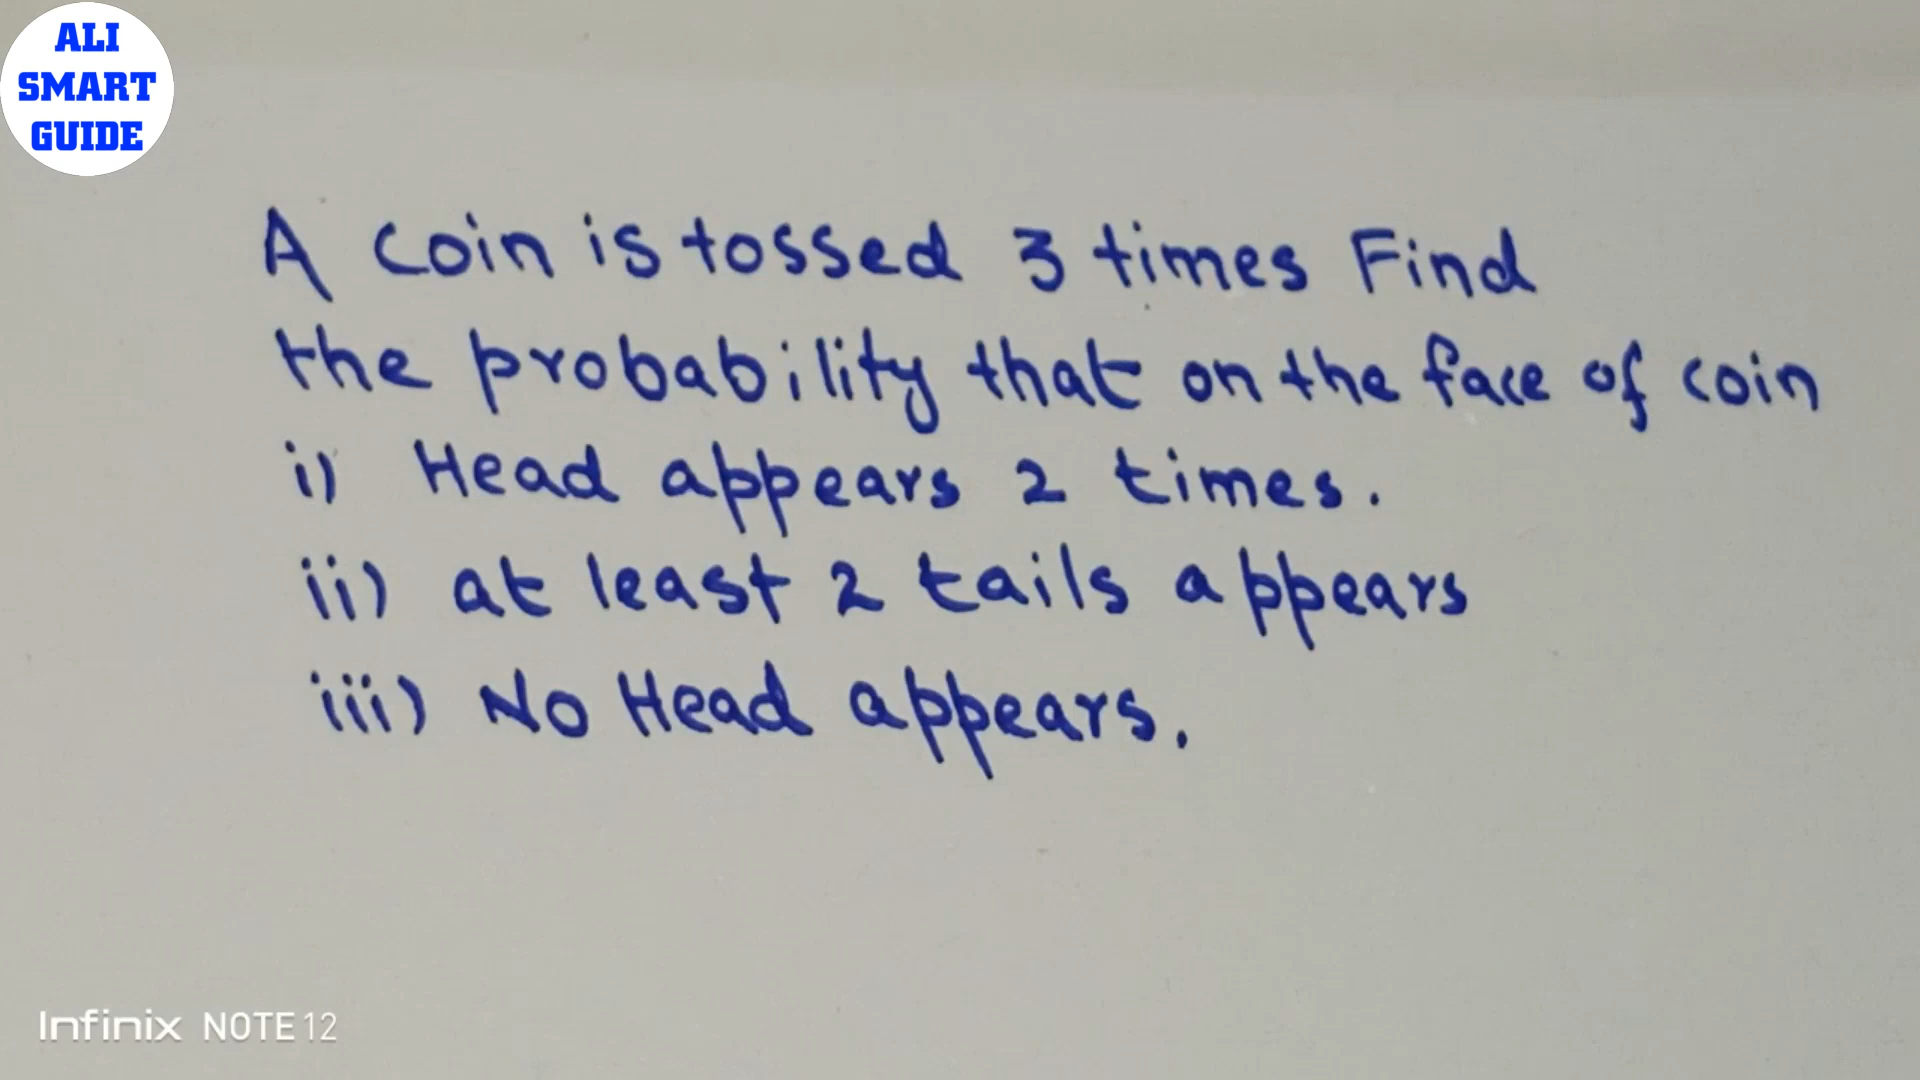 ALI
SMART
GUIDE
A coin is tossed 3 times Find
the probability that on the face of coin
i) Head appears 2 times.
ii) at least 2 tails appears
iii) No Head appears.
Infinix NOTE 12